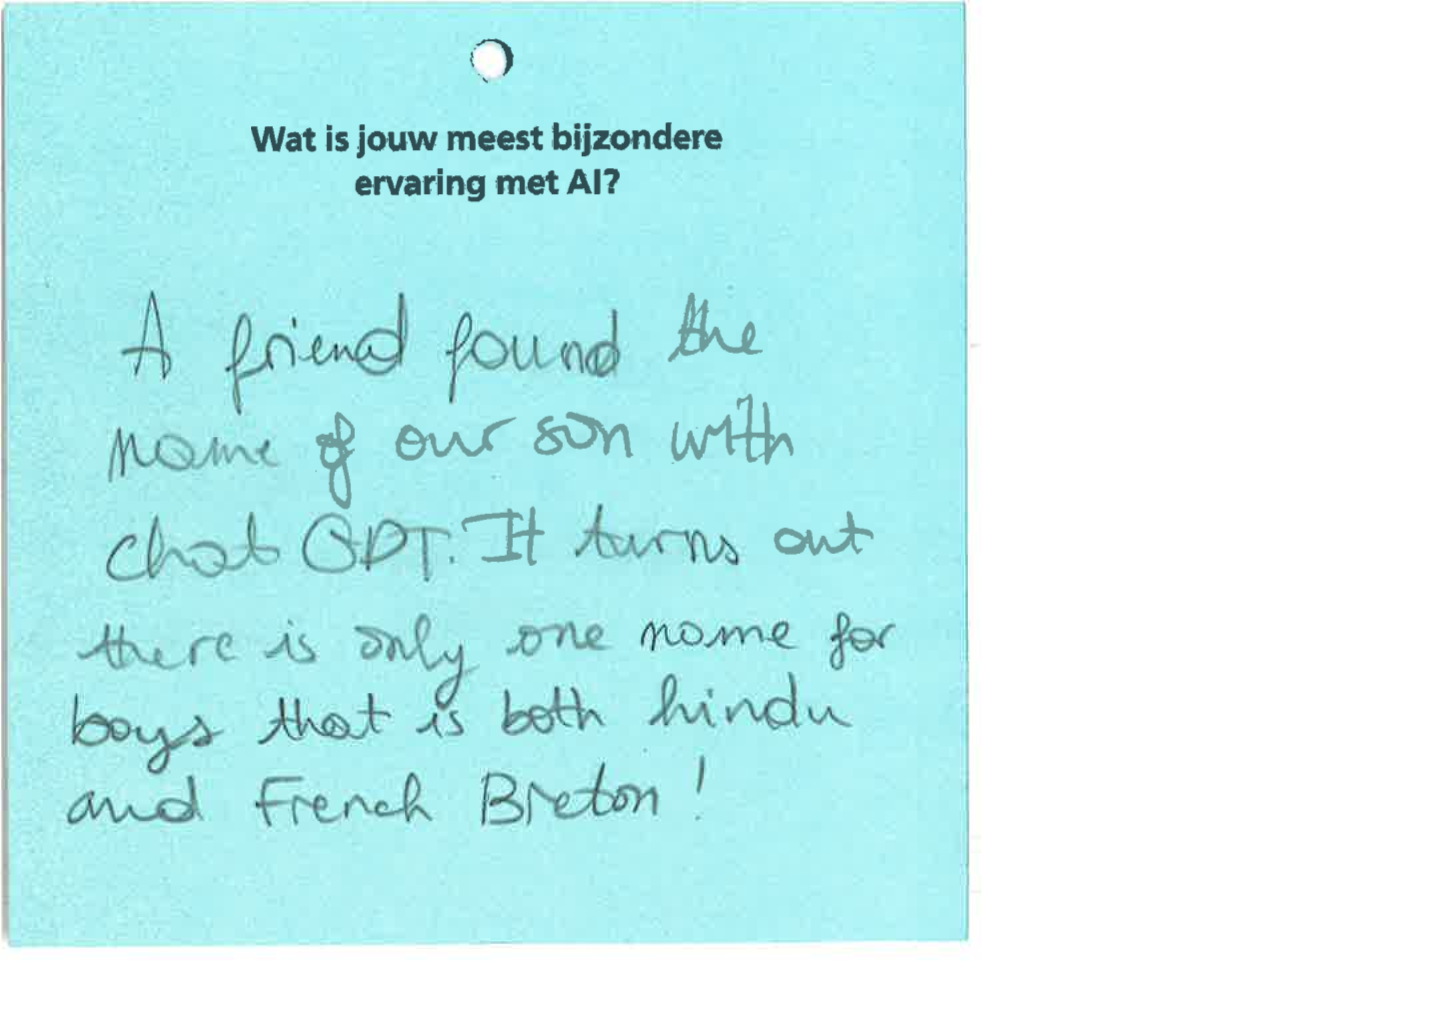 Wat is jouw meest bijzondere
ervaring met AI?
A friend found the
name of our son with
chat GPT. It turns out
there is only one name for
boys that is both hindu
and French Breton !